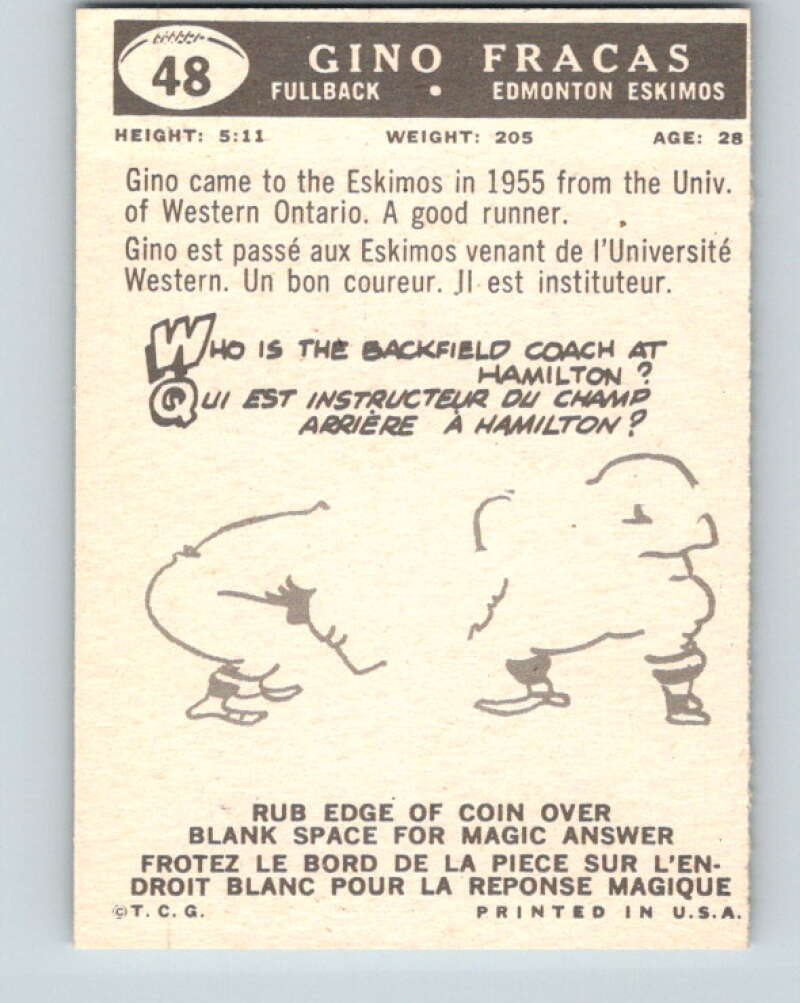 48
GINO FRACAS
FULLBACK • EDMONTON ESKIMOS
HEIGHT: 5:11 WEIGHT: 205 AGE: 28
Gino came to the Eskimos in 1955 from the Univ.
of Western Ontario. A good runner.
Gino est passé aux Eskimos venant de l'Université
Western. Un bon coureur. Il est instituteur.
WHO IS THE BACKFIELD COACH AT
HAMILTON?
QUI EST INSTRUCTEUR DU CHAMP
ARRIÈRE À HAMILTON?
RUB EDGE OF COIN OVER
BLANK SPACE FOR MAGIC ANSWER
FROTEZ LE BORD DE LA PIECE SUR L'EN-
DROIT BLANC POUR LA REPONSE MAGIQUE
©T.C.G. PRINTED IN U.S.A.